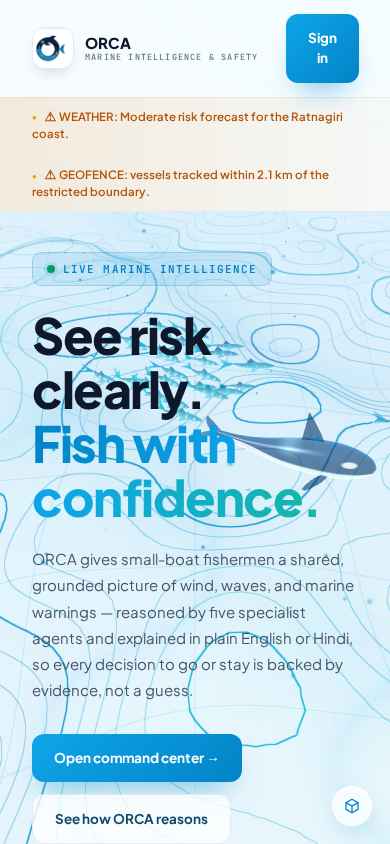 ORCA
MARINE INTELLIGENCE & SAFETY
Sign
in
• ⚠ WEATHER: Moderate risk forecast for the Ratnagiri
coast.
• ⚠ GEOFENCE: vessels tracked within 2.1 km of the
restricted boundary.
LIVE MARINE INTELLIGENCE
See risk
clearly.
Fish with
confidence.
ORCA gives small-boat fishermen a shared,
grounded picture of wind, waves, and marine
warnings — reasoned by five specialist
agents and explained in plain English or Hindi,
so every decision to go or stay is backed by
evidence, not a guess.
Open command center →
See how ORCA reasons